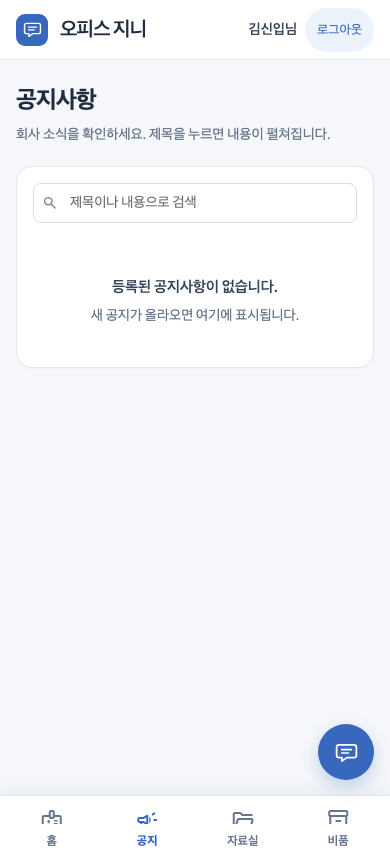 오피스 지니
김신입님
로그아웃
공지사항
회사 소식을 확인하세요. 제목을 누르면 내용이 펼쳐집니다.
제목이나 내용으로 검색
등록된 공지사항이 없습니다.
새 공지가 올라오면 여기에 표시됩니다.
홈
공지
자료실
비품